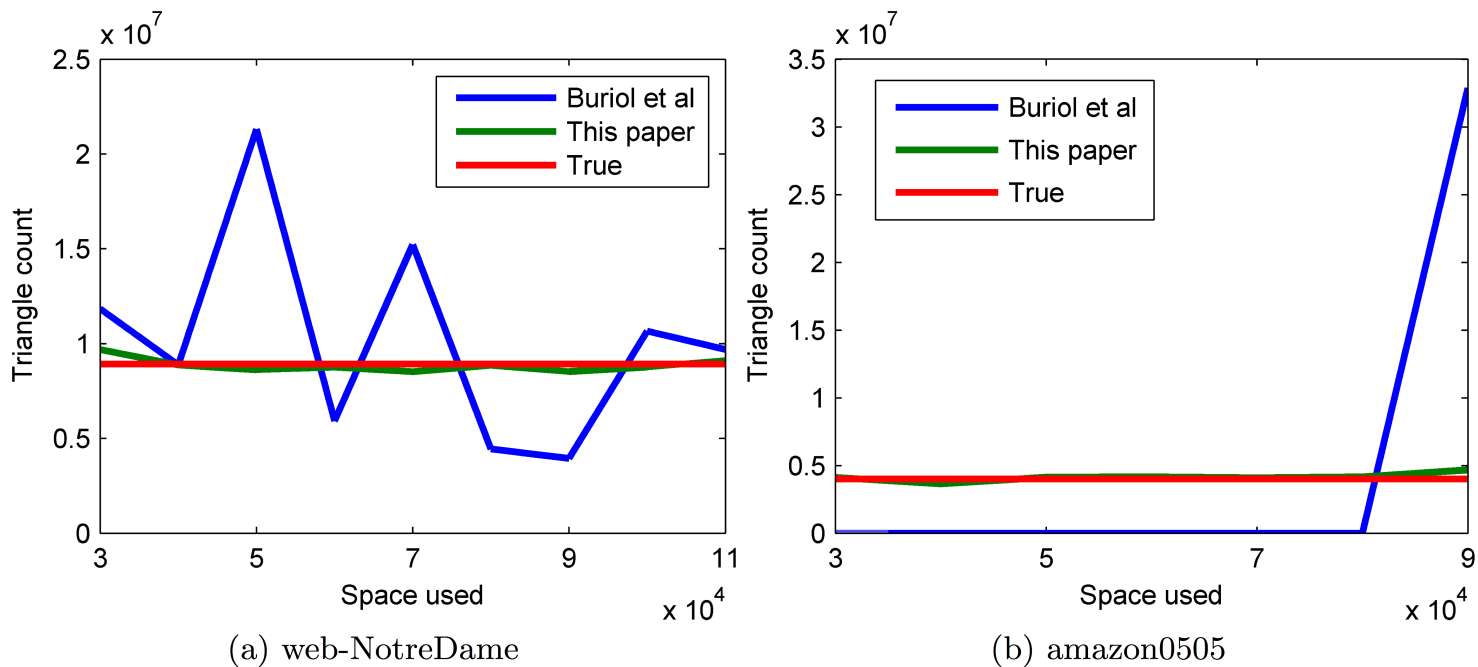 x 10^7
2.5
2
1.5
1
0.5
0
Triangle count
Buriol et al
This paper
True
3
5
7
9
11
Space used
x 10^4
(a) web-NotreDame
x 10^7
3.5
3
2.5
2
1.5
1
0.5
0
Triangle count
Buriol et al
This paper
True
3
5
7
9
Space used
x 10^4
(b) amazon0505